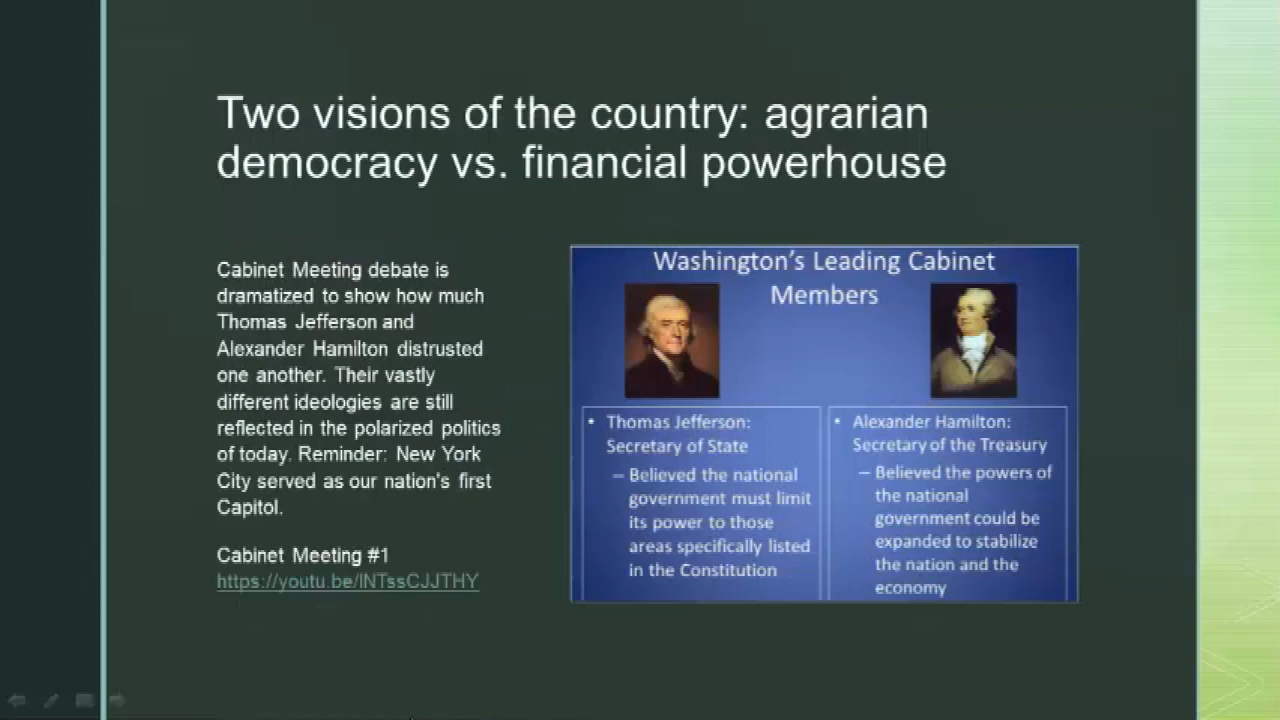 Two visions of the country: agrarian
democracy vs. financial powerhouse
Cabinet Meeting debate is
dramatized to show how much
Thomas Jefferson and
Alexander Hamilton distrusted
one another. Their vastly
different ideologies are still
reflected in the polarized politics
of today. Reminder: New York
City served as our nation's first
Capitol.
Cabinet Meeting #1
https://youtu.be/lNTssCJJTHY
Washington's Leading Cabinet
Members
• Thomas Jefferson:
Secretary of State
– Believed the national
government must limit
its power to those
areas specifically listed
in the Constitution
• Alexander Hamilton:
Secretary of the Treasury
– Believed the powers of
the national
government could be
expanded to stabilize
the nation and the
economy